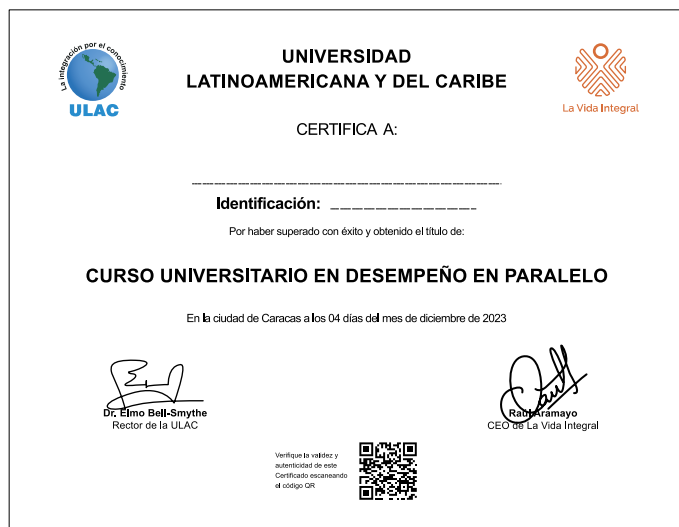 La integración por el conocimiento
ULAC
UNIVERSIDAD
LATINOAMERICANA Y DEL CARIBE
La Vida Integral
CERTIFICA A:
Identificación:
Por haber superado con éxito y obtenido el título de:
CURSO UNIVERSITARIO EN DESEMPEÑO EN PARALELO
En la ciudad de Caracas a los 04 días del mes de diciembre de 2023
Dr. Elmo Bell-Smythe
Rector de la ULAC
Raúl Aramayo
CEO de La Vida Integral
Verifique la validez y
autenticidad de este
Certificado escaneando
el código QR